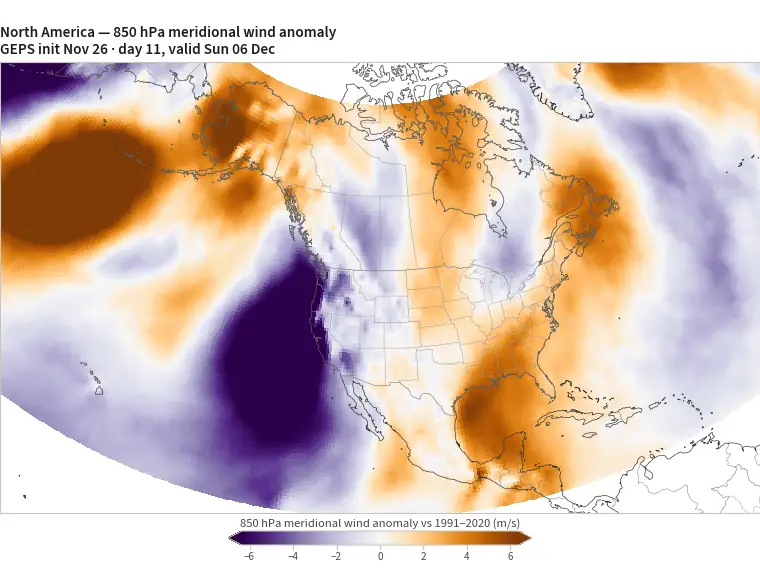 North America — 850 hPa meridional wind anomaly
GEPS init Nov 26 · day 11, valid Sun 06 Dec
850 hPa meridional wind anomaly vs 1991–2020 (m/s)
−6 −4 −2 0 2 4 6